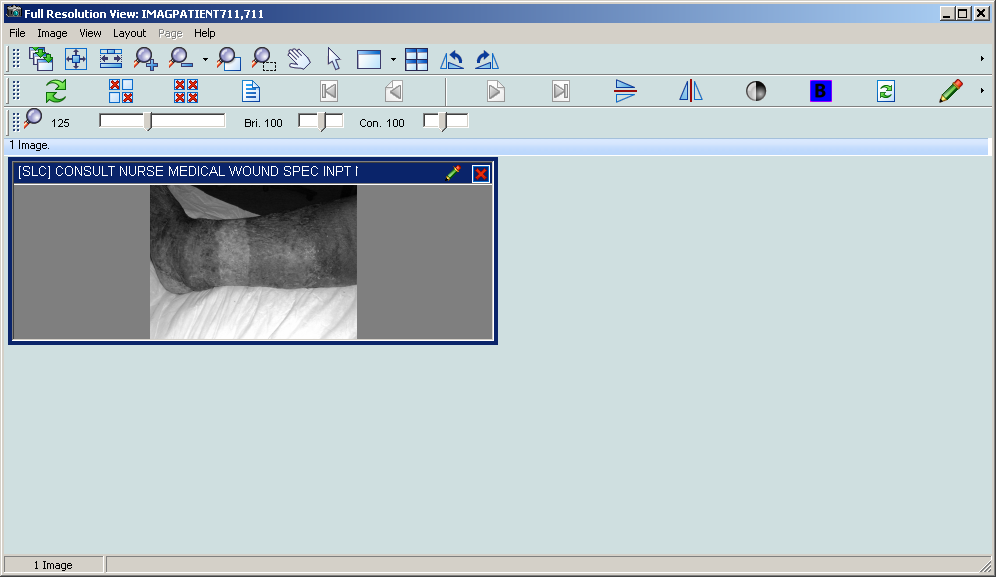 Full Resolution View: IMAGPATIENT711,711
File Image View Layout Page Help
125 Bri. 100 Con. 100
B
1 Image.
[SLC] CONSULT NURSE MEDICAL WOUND SPEC INPT
1 Image